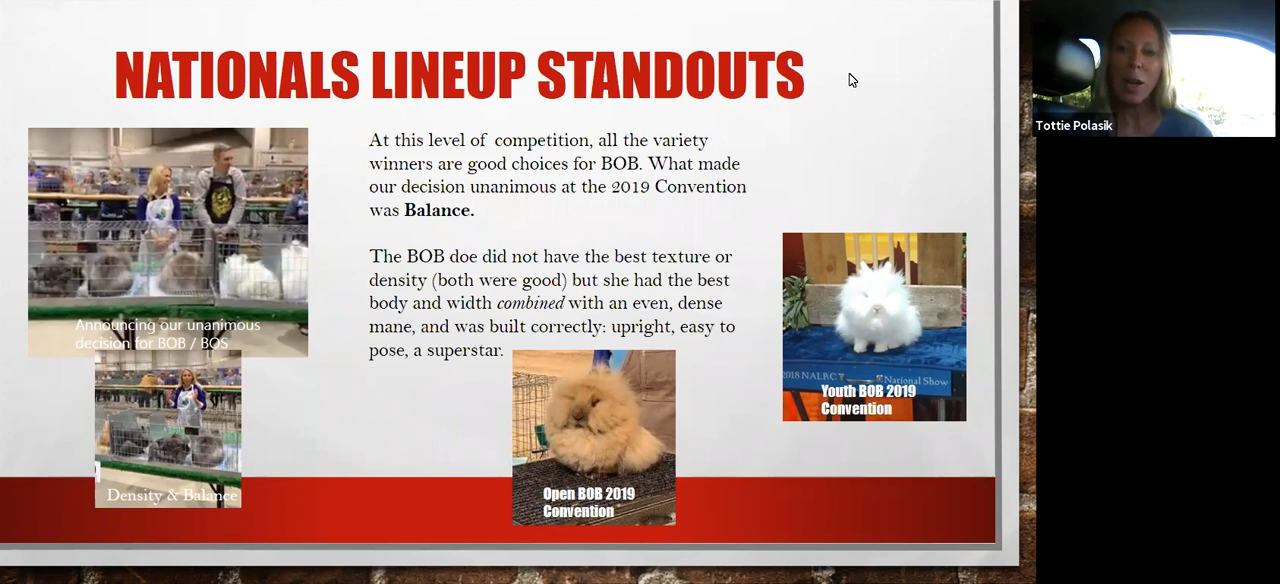 NATIONALS LINEUP STANDOUTS
Tottie Polasik
At this level of competition, all the variety
winners are good choices for BOB. What made
our decision unanimous at the 2019 Convention
was Balance.
The BOB doe did not have the best texture or
density (both were good) but she had the best
body and width combined with an even, dense
mane, and was built correctly: upright, easy to
pose, a superstar.
Announcing our unanimous
decision for BOB / BOS
Density & Balance
Open BOB 2019
Convention
2018 NALRC
National Show
Youth BOB 2019
Convention